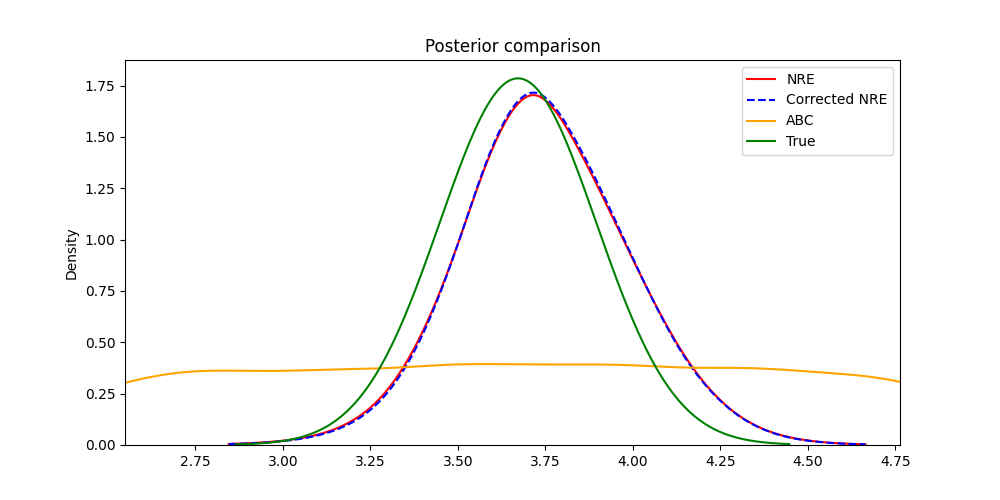 Posterior comparison
NRE
Corrected NRE
ABC
True
Density
1.75
1.50
1.25
1.00
0.75
0.50
0.25
0.00
2.75 3.00 3.25 3.50 3.75 4.00 4.25 4.50 4.75